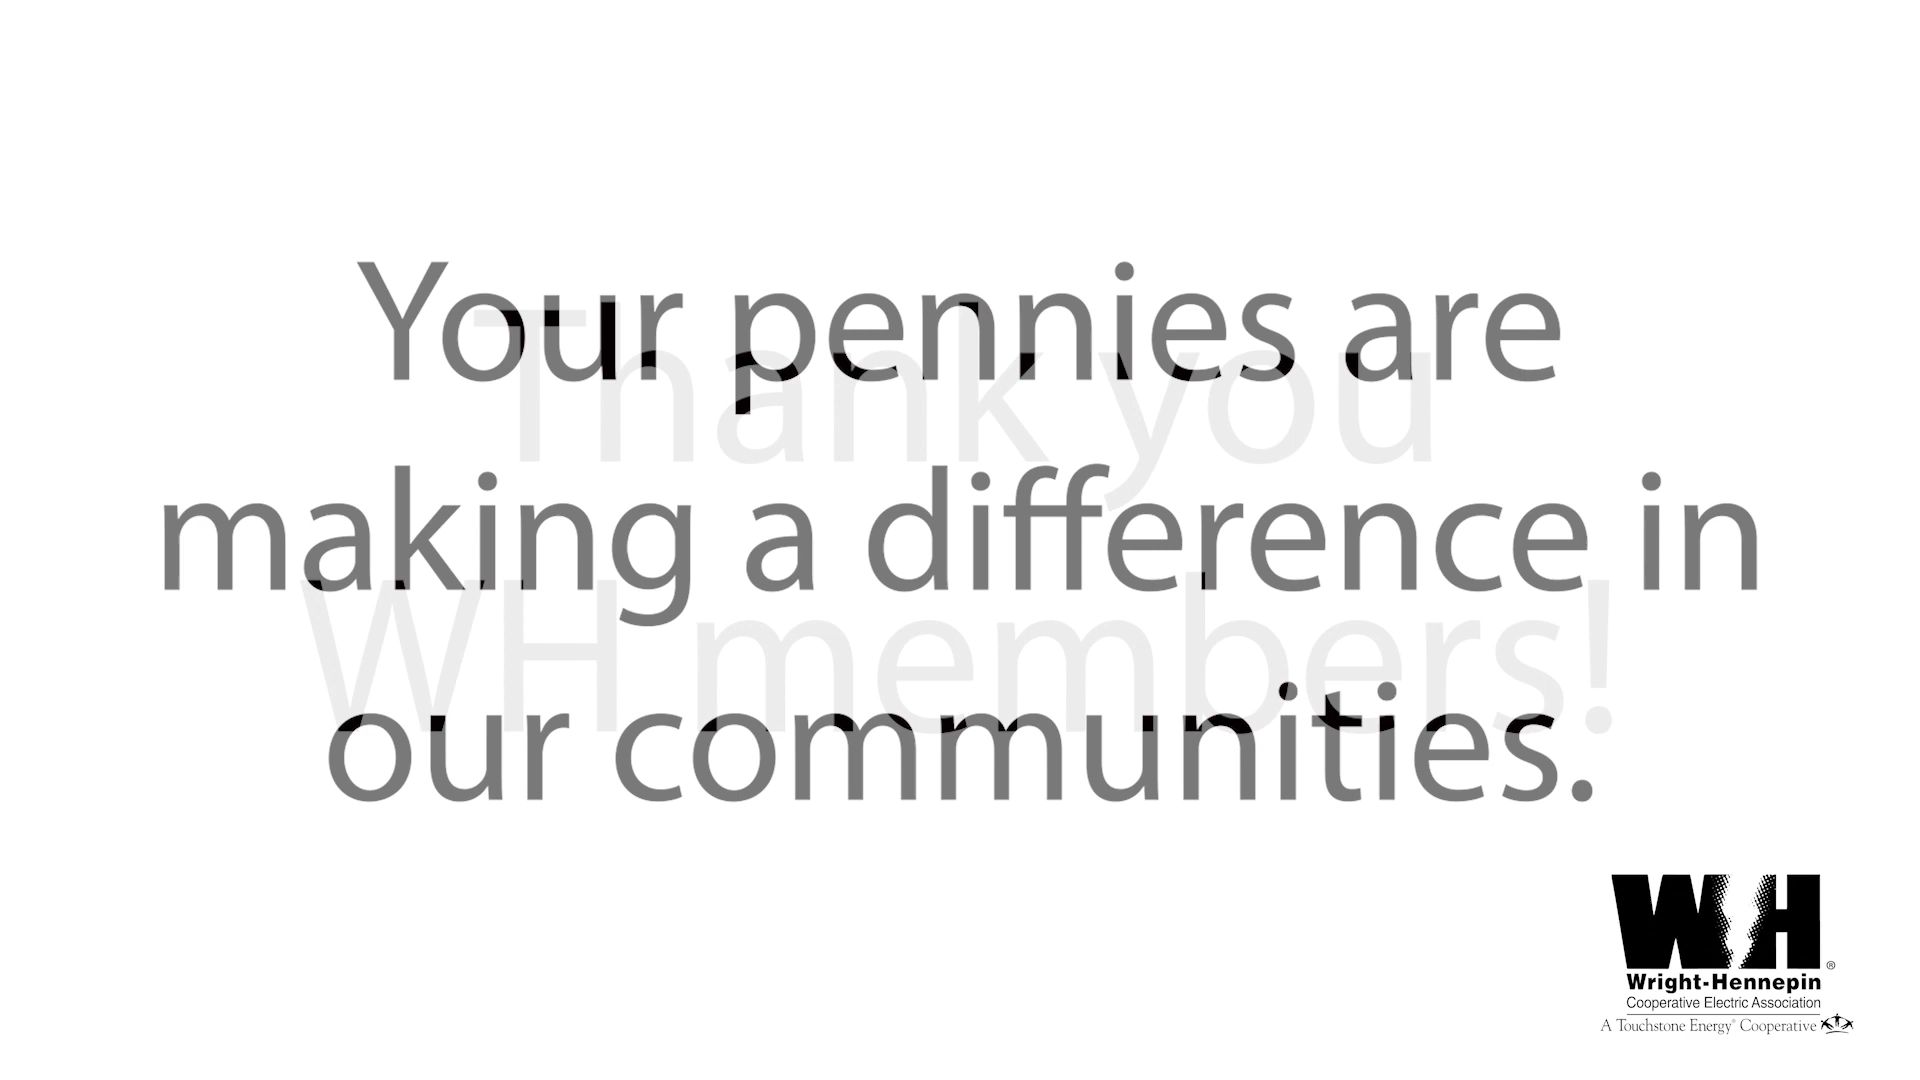 Your pennies are
making a difference in
our communities.
Thank you
WH members!
WH®
Wright-Hennepin
Cooperative Electric Association
A Touchstone Energy® Cooperative